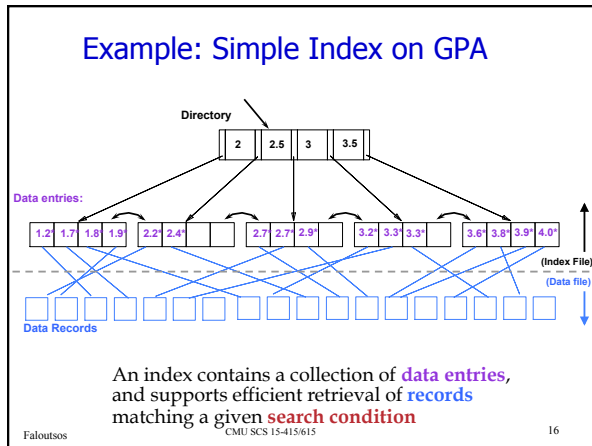 Example: Simple Index on GPA
Directory
2 2.5 3 3.5
Data entries:
1.2* 1.7* 1.8* 1.9* 2.2* 2.4* 2.7* 2.7* 2.9* 3.2* 3.3* 3.3* 3.6* 3.8* 3.9* 4.0*
(Index File)
(Data file)
Data Records
An index contains a collection of data entries,
and supports efficient retrieval of records
matching a given search condition
Faloutsos CMU SCS 15-415/615 16